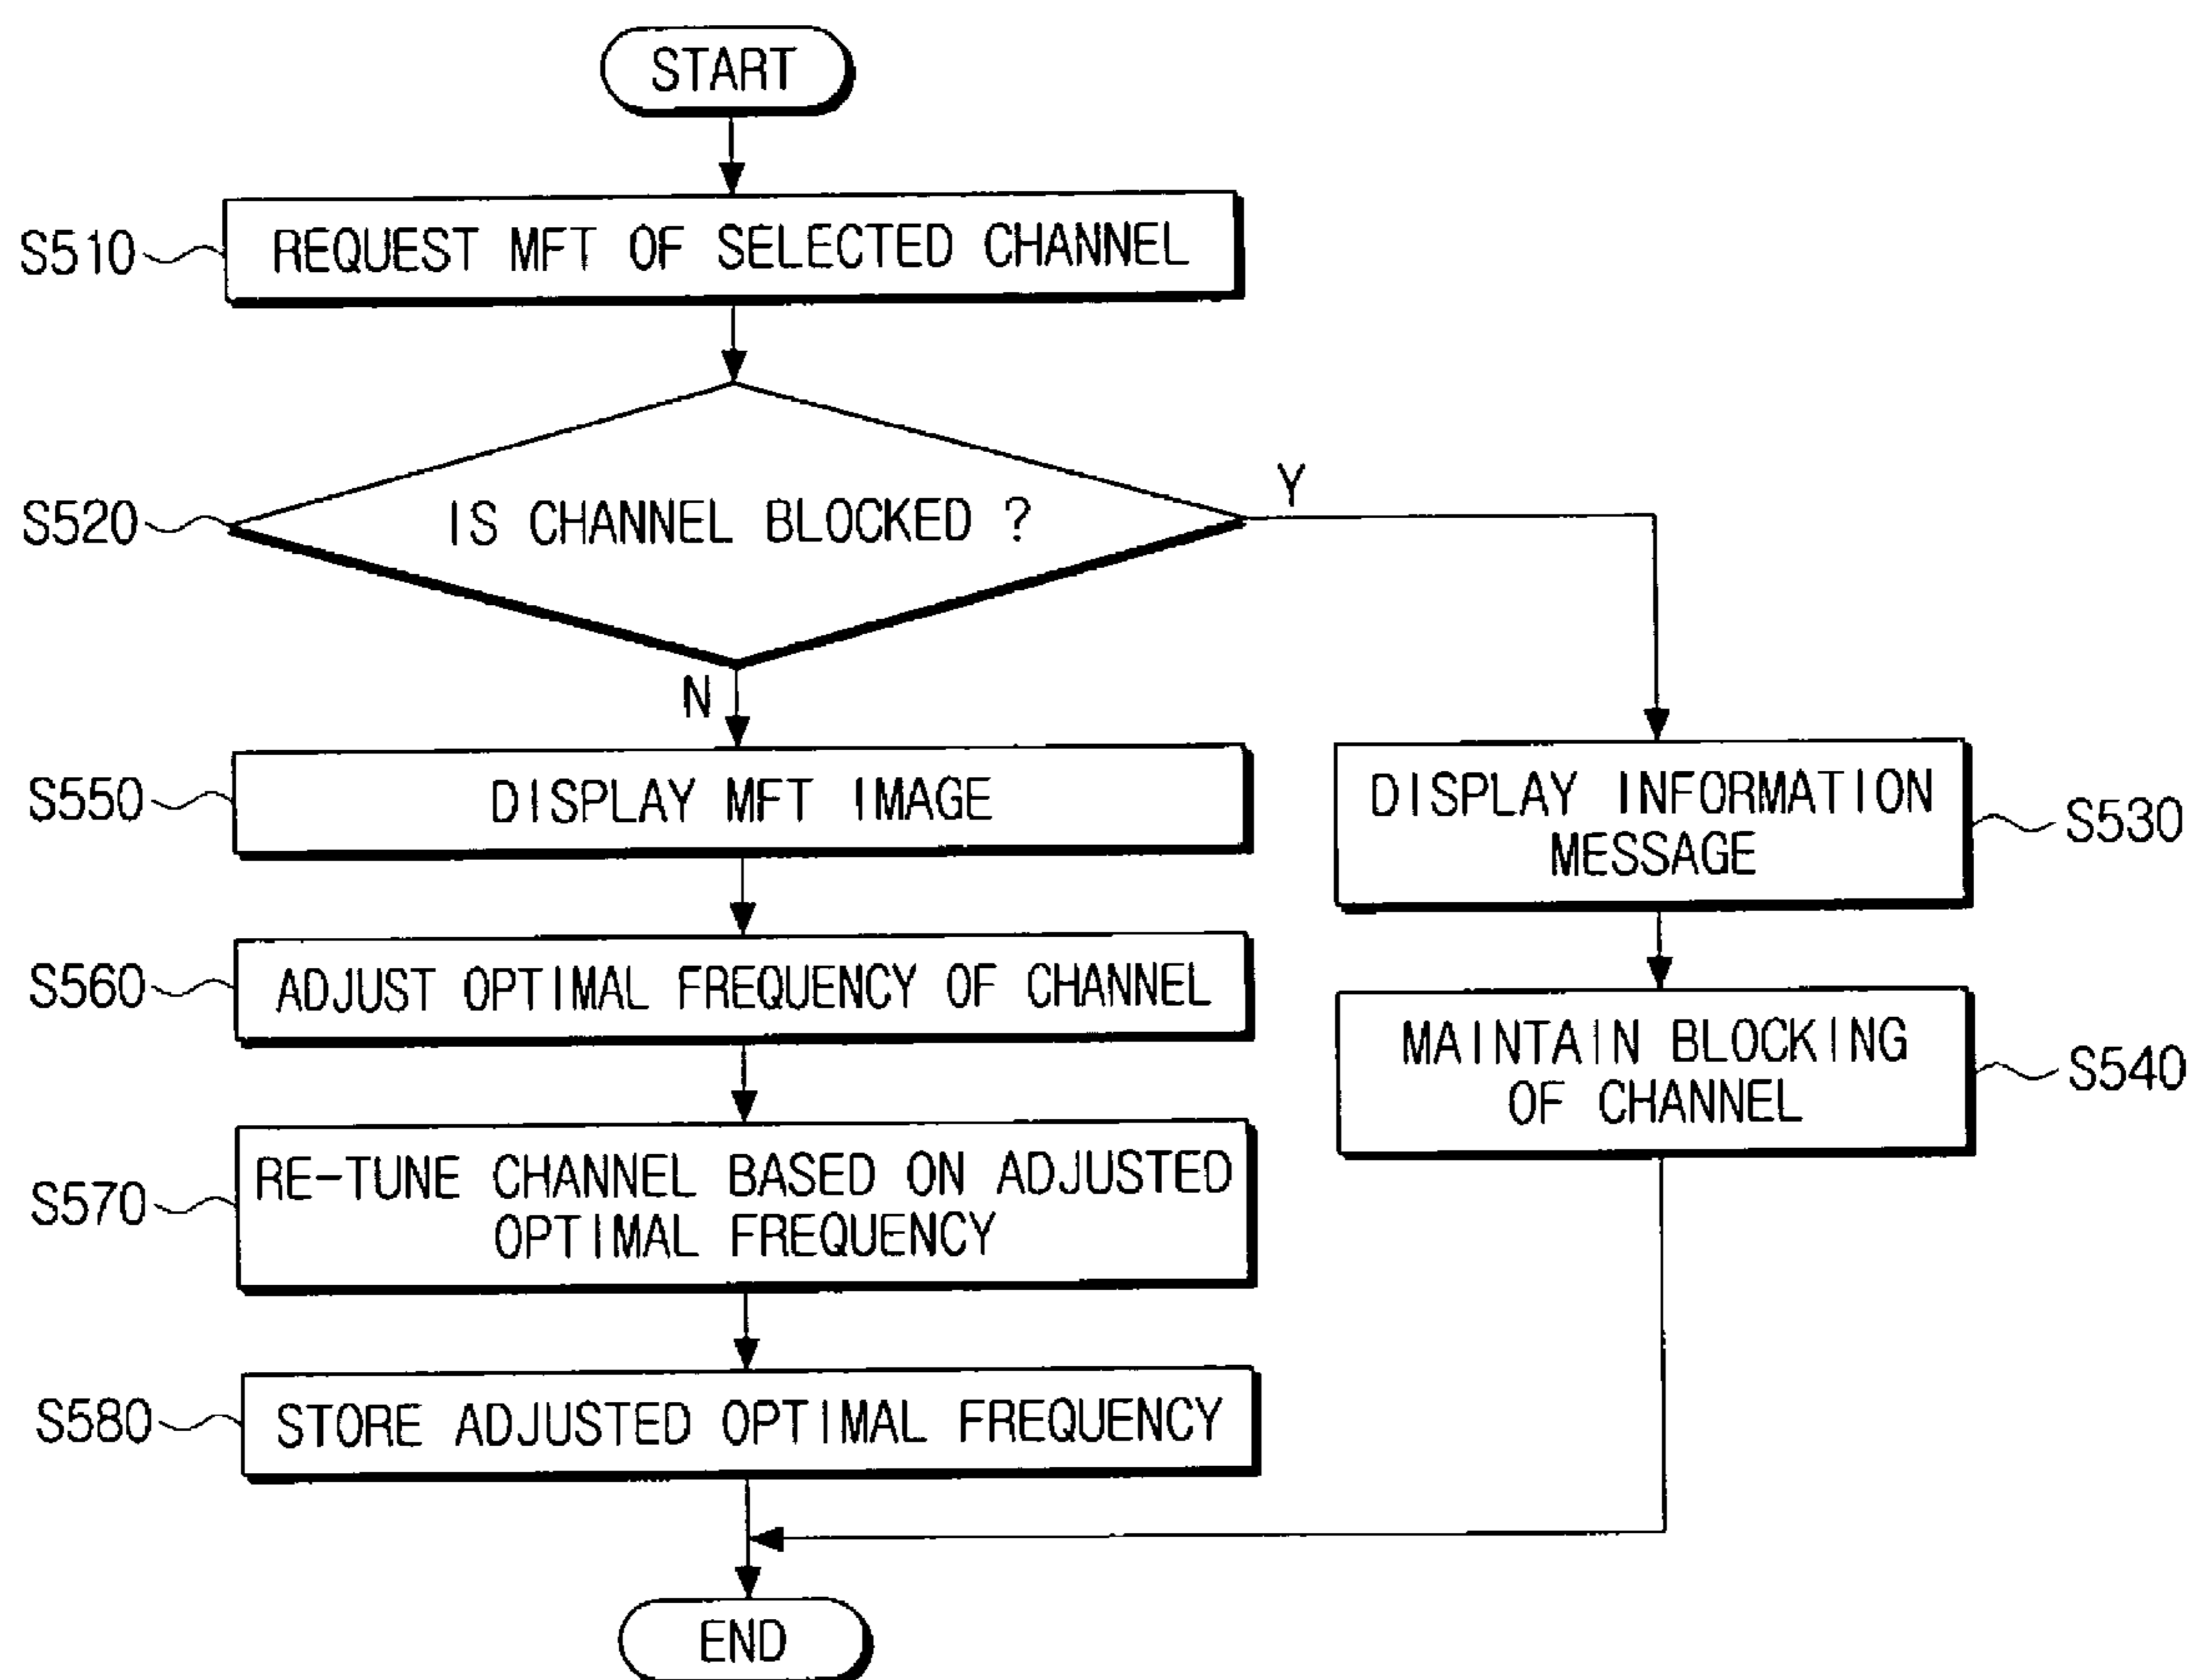 START
S510
REQUEST MFT OF SELECTED CHANNEL
S520
IS CHANNEL BLOCKED ?
Y
N
S550
DISPLAY MFT IMAGE
DISPLAY INFORMATION
MESSAGE
S530
S560
ADJUST OPTIMAL FREQUENCY OF CHANNEL
MAINTAIN BLOCKING
OF CHANNEL
S540
S570
RE-TUNE CHANNEL BASED ON ADJUSTED
OPTIMAL FREQUENCY
S580
STORE ADJUSTED OPTIMAL FREQUENCY
END